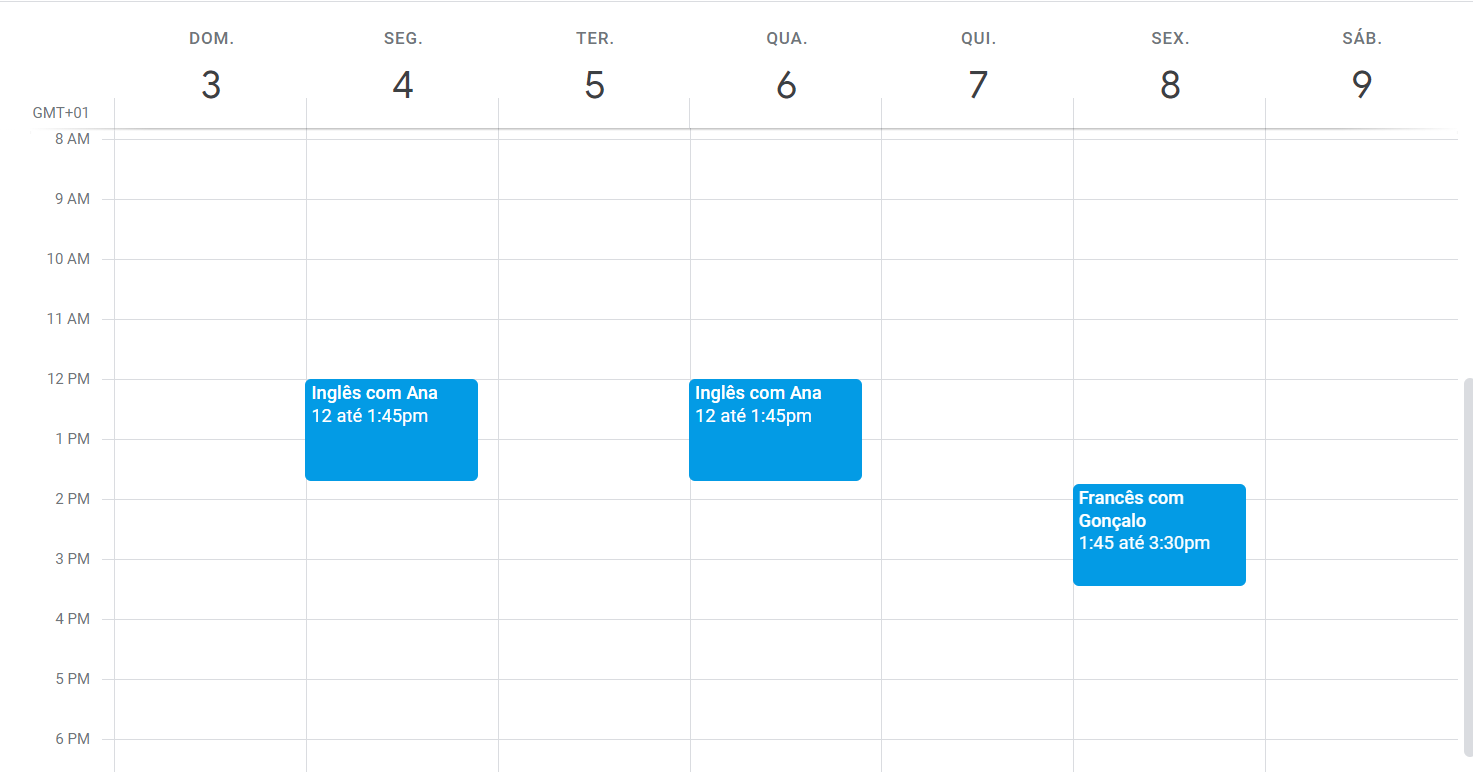 DOM. SEG. TER. QUA. QUI. SEX. SÁB.
3 4 5 6 7 8 9
GMT+01
8 AM
9 AM
10 AM
11 AM
12 PM
Inglês com Ana
12 até 1:45pm
Inglês com Ana
12 até 1:45pm
1 PM
2 PM
Francês com
Gonçalo
1:45 até 3:30pm
3 PM
4 PM
5 PM
6 PM